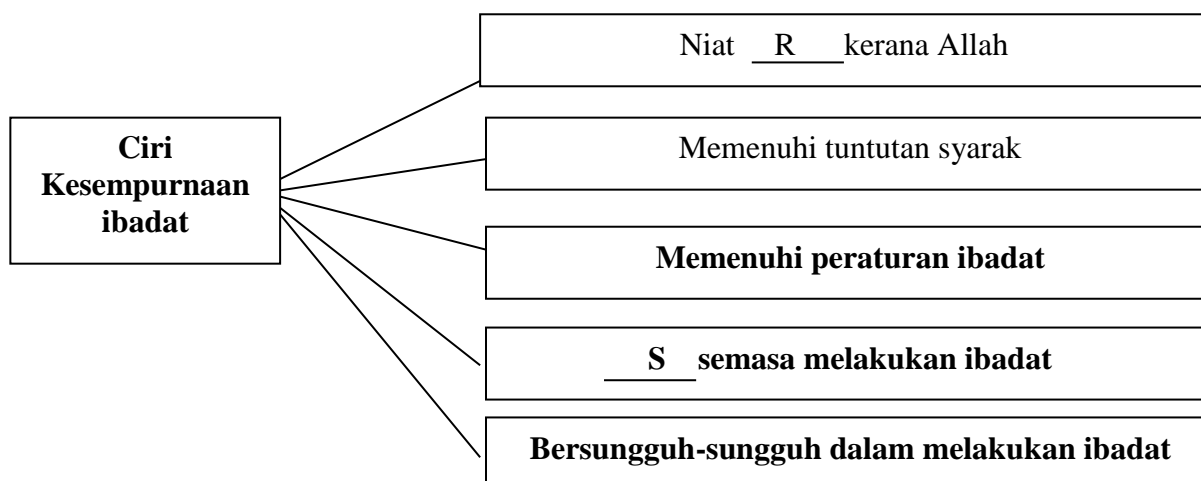 Niat R kerana Allah
Ciri
Kesempurnaan
ibadat
Memenuhi tuntutan syarak
Memenuhi peraturan ibadat
S semasa melakukan ibadat
Bersungguh-sungguh dalam melakukan ibadat